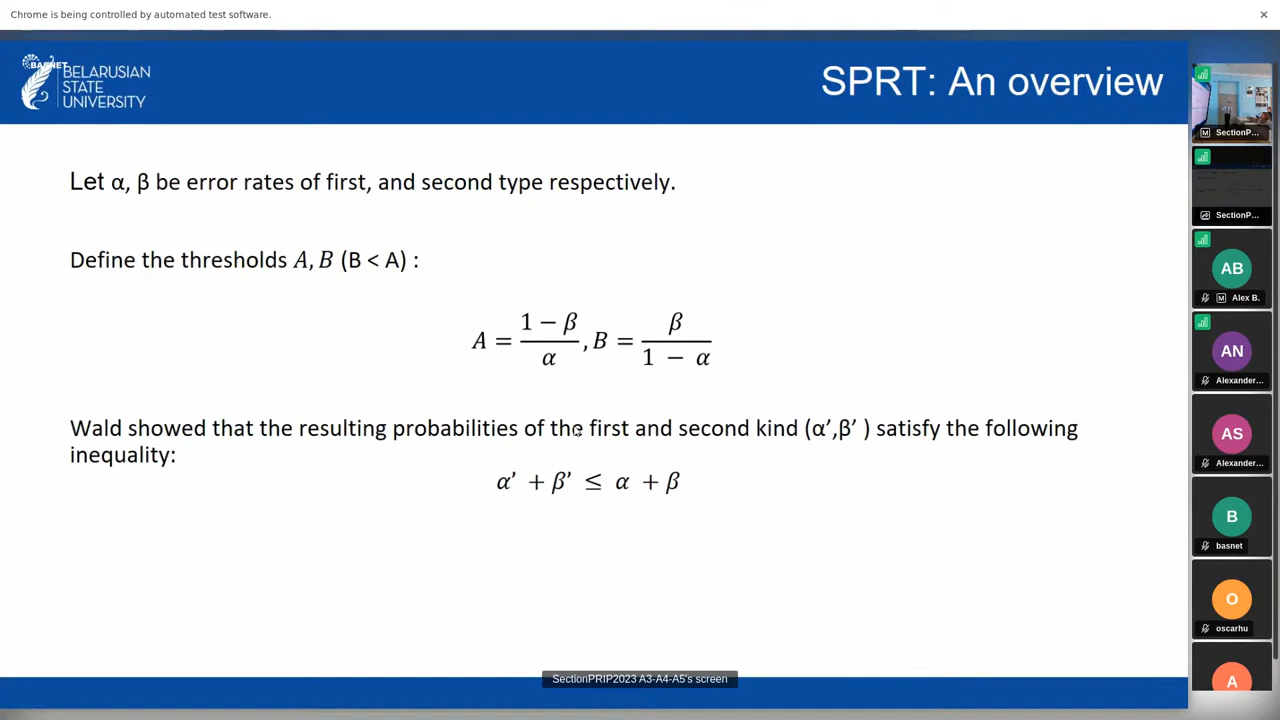 Chrome is being controlled by automated test software.
BASNET
BELARUSIAN
STATE
UNIVERSITY
SPRT: An overview
Let α, β be error rates of first, and second type respectively.
Define the thresholds A, B (B < A) :
A = (1 − β)/α, B = β/(1 − α)
Wald showed that the resulting probabilities of the first and second kind (α’,β’ ) satisfy the following
inequality:
α’ + β’ ≤ α + β
SectionPRIP2023 A3-A4-A5's screen
SectionP...
SectionP...
AB
Alex B.
AN
Alexander...
AS
Alexander...
B
basnet
O
oscarhu
A